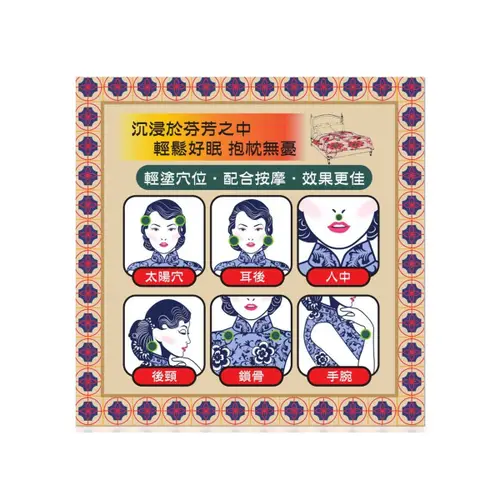 沉浸於芬芳之中
輕鬆好眠 抱枕無憂
輕塗穴位・配合按摩・效果更佳
太陽穴
耳後
人中
後頸
鎖骨
手腕